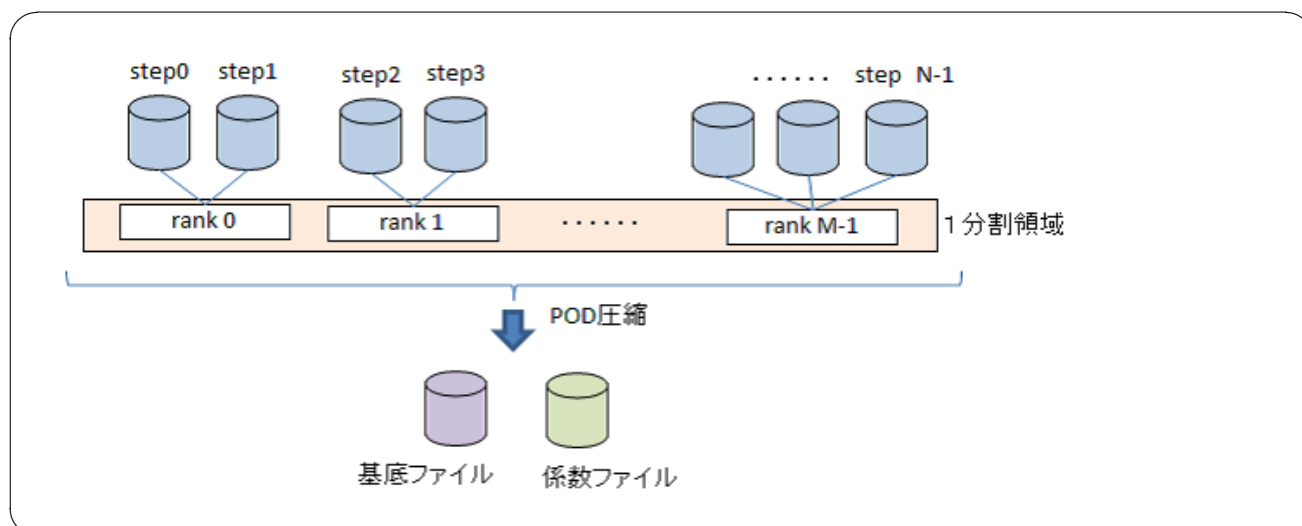 step0 step1 step2 step3 ・・・・・・ step N-1
rank 0 rank 1 ・・・・・・ rank M-1 １分割領域
POD圧縮
基底ファイル 係数ファイル